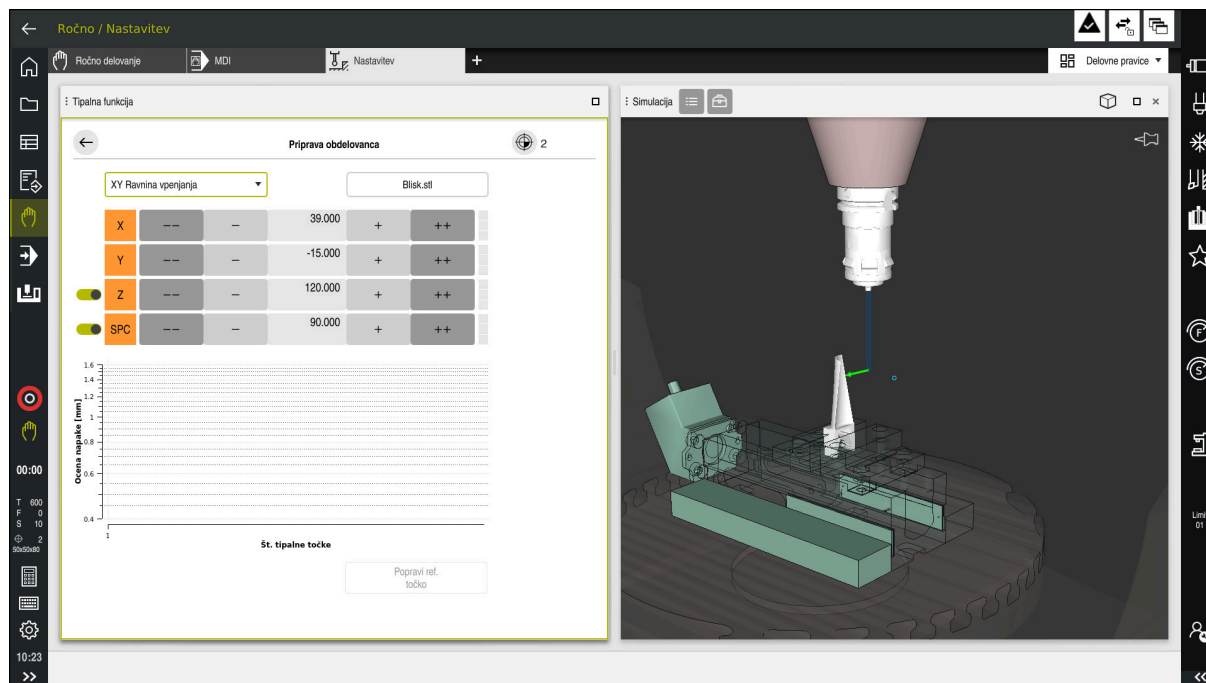 Ročno / Nastavitev
Ročno delovanje
MDI
Nastavitev
+
Delovne pravice
Tipalna funkcija
Simulacija
Priprava obdelovanca
2
XY Ravnina vpenjanja
Blisk.stl
X -- - 39.000 + ++
Y -- - -15.000 + ++
Z -- - 120.000 + ++
SPC -- - 90.000 + ++
Ocena napake [mm]
1.6
1.4
1.2
1
0.8
0.6
0.4
1
Št. tipalne točke
Popravi ref.
točko
00:00
T 600
F 0
S 10
2
50x50x80
10:23
F
S
Limit
01